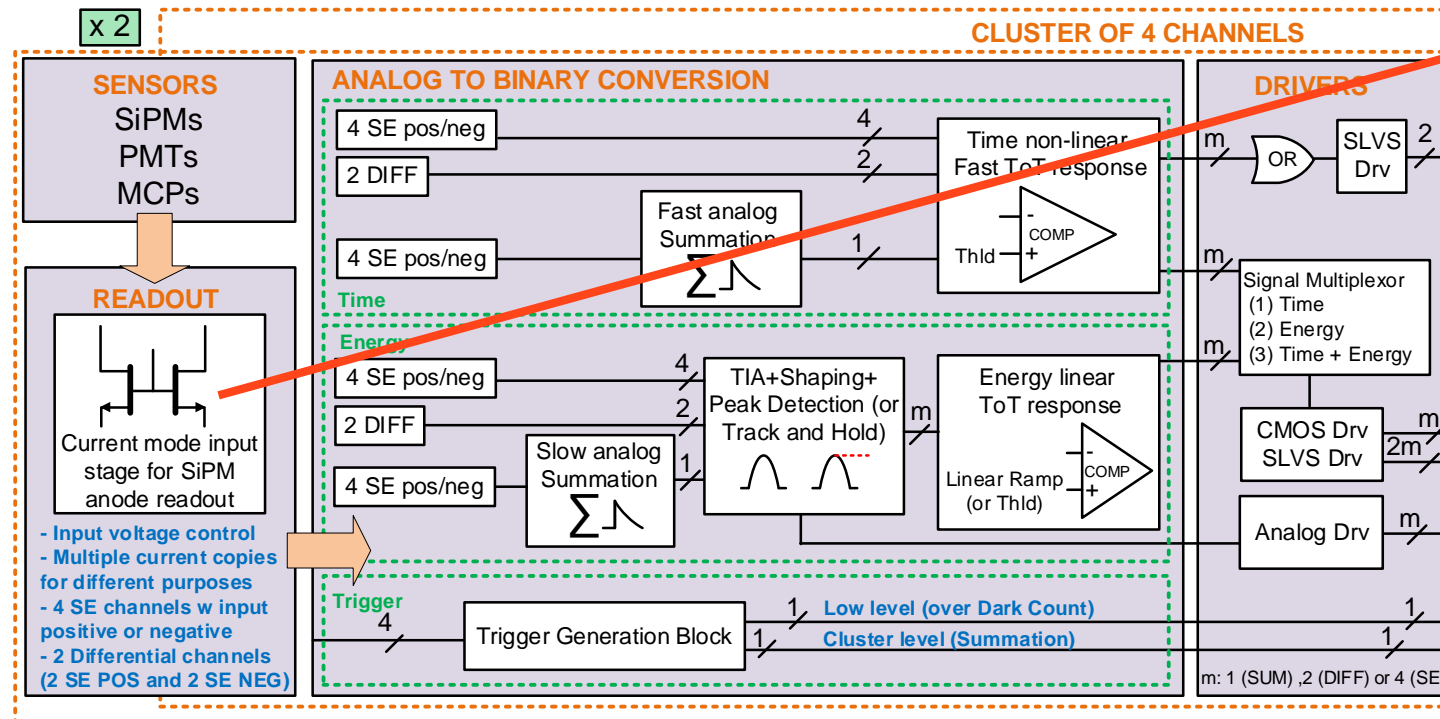 x 2
CLUSTER OF 4 CHANNELS
SENSORS
SiPMs
PMTs
MCPs
READOUT
Current mode input
stage for SiPM
anode readout
- Input voltage control
- Multiple current copies
for different purposes
- 4 SE channels w input
positive or negative
- 2 Differential channels
(2 SE POS and 2 SE NEG)
ANALOG TO BINARY CONVERSION
4 SE pos/neg
4
2 DIFF
2
4 SE pos/neg
Fast analog
Summation
∑
1
Time non-linear
Fast ToT response
-
COMP
Thld
+
Time
Energy
4 SE pos/neg
4
2 DIFF
2
4 SE pos/neg
Slow analog
Summation
∑
1
TIA+Shaping+
Peak Detection (or
Track and Hold)
m
Energy linear
ToT response
-
COMP
Linear Ramp
+
(or Thld)
Trigger
4
Trigger Generation Block
1
Low level (over Dark Count)
1
Cluster level (Summation)
DRIVERS
m
OR
SLVS
Drv
2
m
Signal Multiplexor
(1) Time
(2) Energy
(3) Time + Energy
m
CMOS Drv
SLVS Drv
m
2m
Analog Drv
m
1
1
m: 1 (SUM) ,2 (DIFF) or 4 (SE